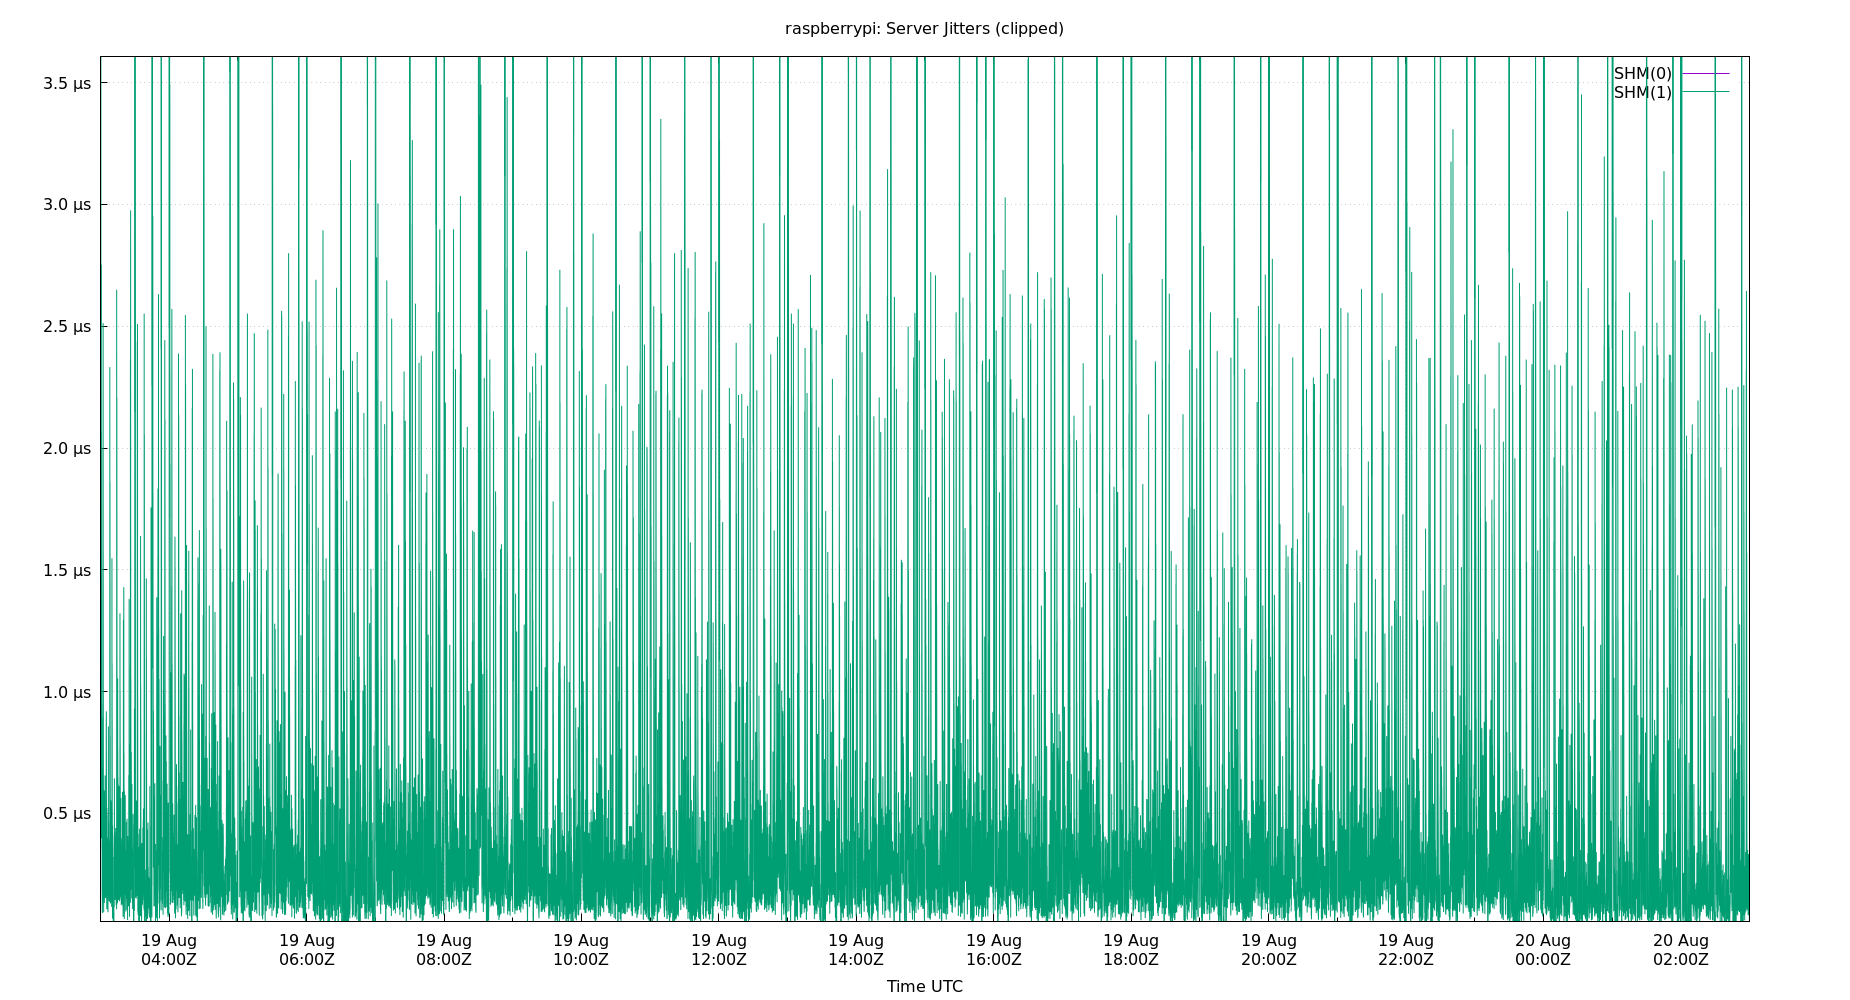 raspberrypi: Server Jitters (clipped)
SHM(0)
SHM(1)
3.5 µs
3.0 µs
2.5 µs
2.0 µs
1.5 µs
1.0 µs
0.5 µs
19 Aug 19 Aug 19 Aug 19 Aug 19 Aug 19 Aug 19 Aug 19 Aug 19 Aug 19 Aug 20 Aug 20 Aug
04:00Z 06:00Z 08:00Z 10:00Z 12:00Z 14:00Z 16:00Z 18:00Z 20:00Z 22:00Z 00:00Z 02:00Z
Time UTC